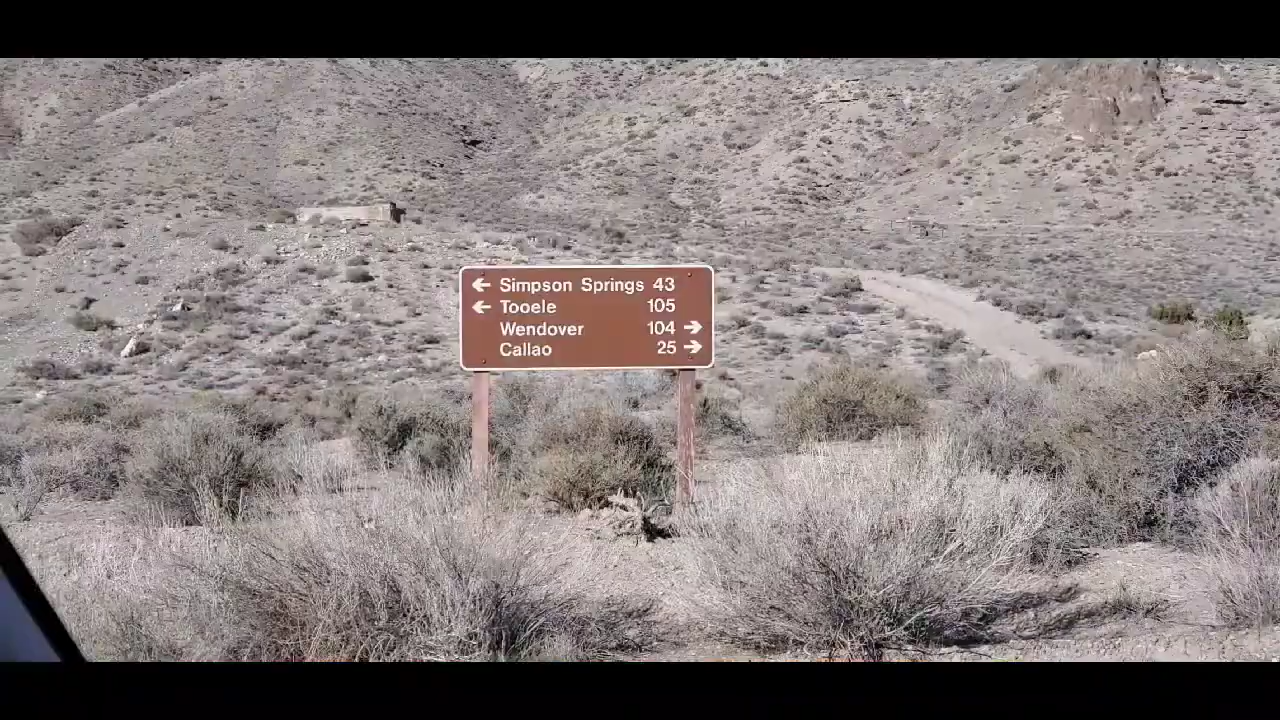 ← Simpson Springs 43
← Tooele 105
Wendover 104 →
Callao 25 →